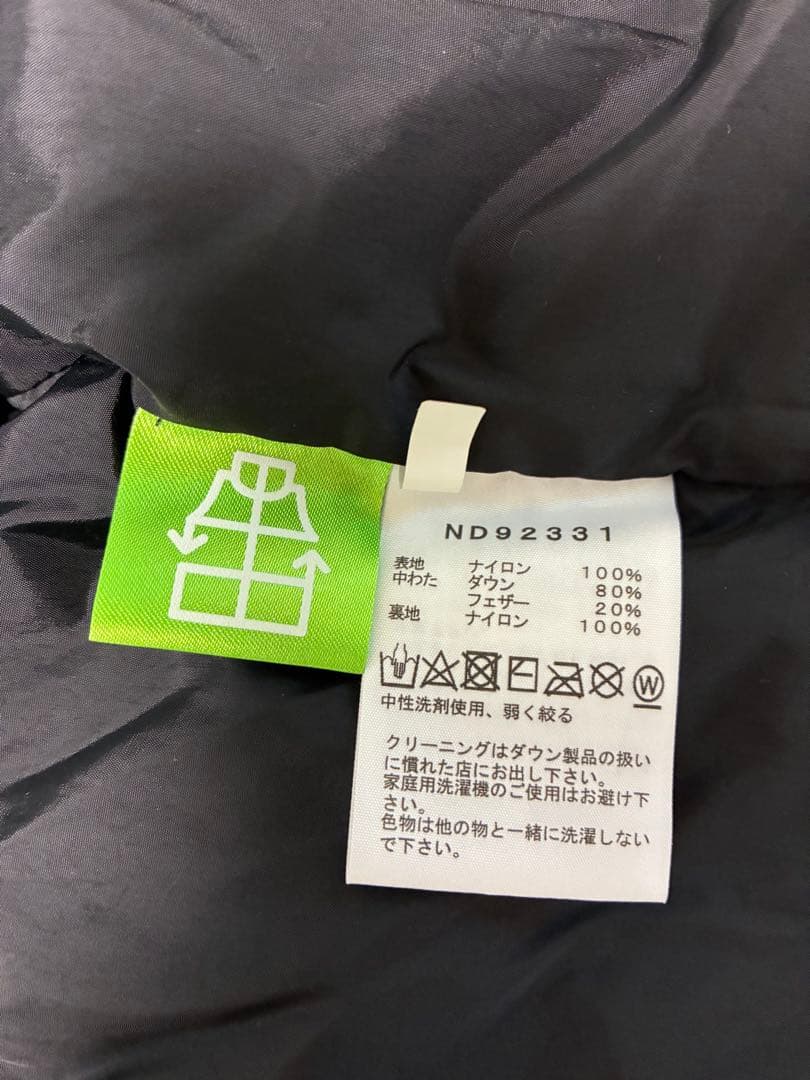 ND92331
表地 ナイロン 100%
中わた ダウン 80%
フェザー 20%
裏地 ナイロン 100%
W
中性洗剤使用、弱く絞る
クリーニングはダウン製品の扱い
に慣れた店にお出し下さい。
家庭用洗濯機のご使用はお避け下
さい。
色物は他の物と一緒に洗濯しない
で下さい。